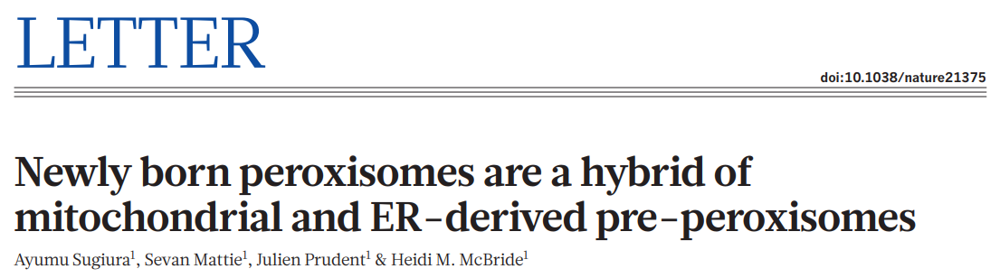 LETTER
doi:10.1038/nature21375
Newly born peroxisomes are a hybrid of
mitochondrial and ER-derived pre-peroxisomes
Ayumu Sugiura¹, Sevan Mattie¹, Julien Prudent¹ & Heidi M. McBride¹